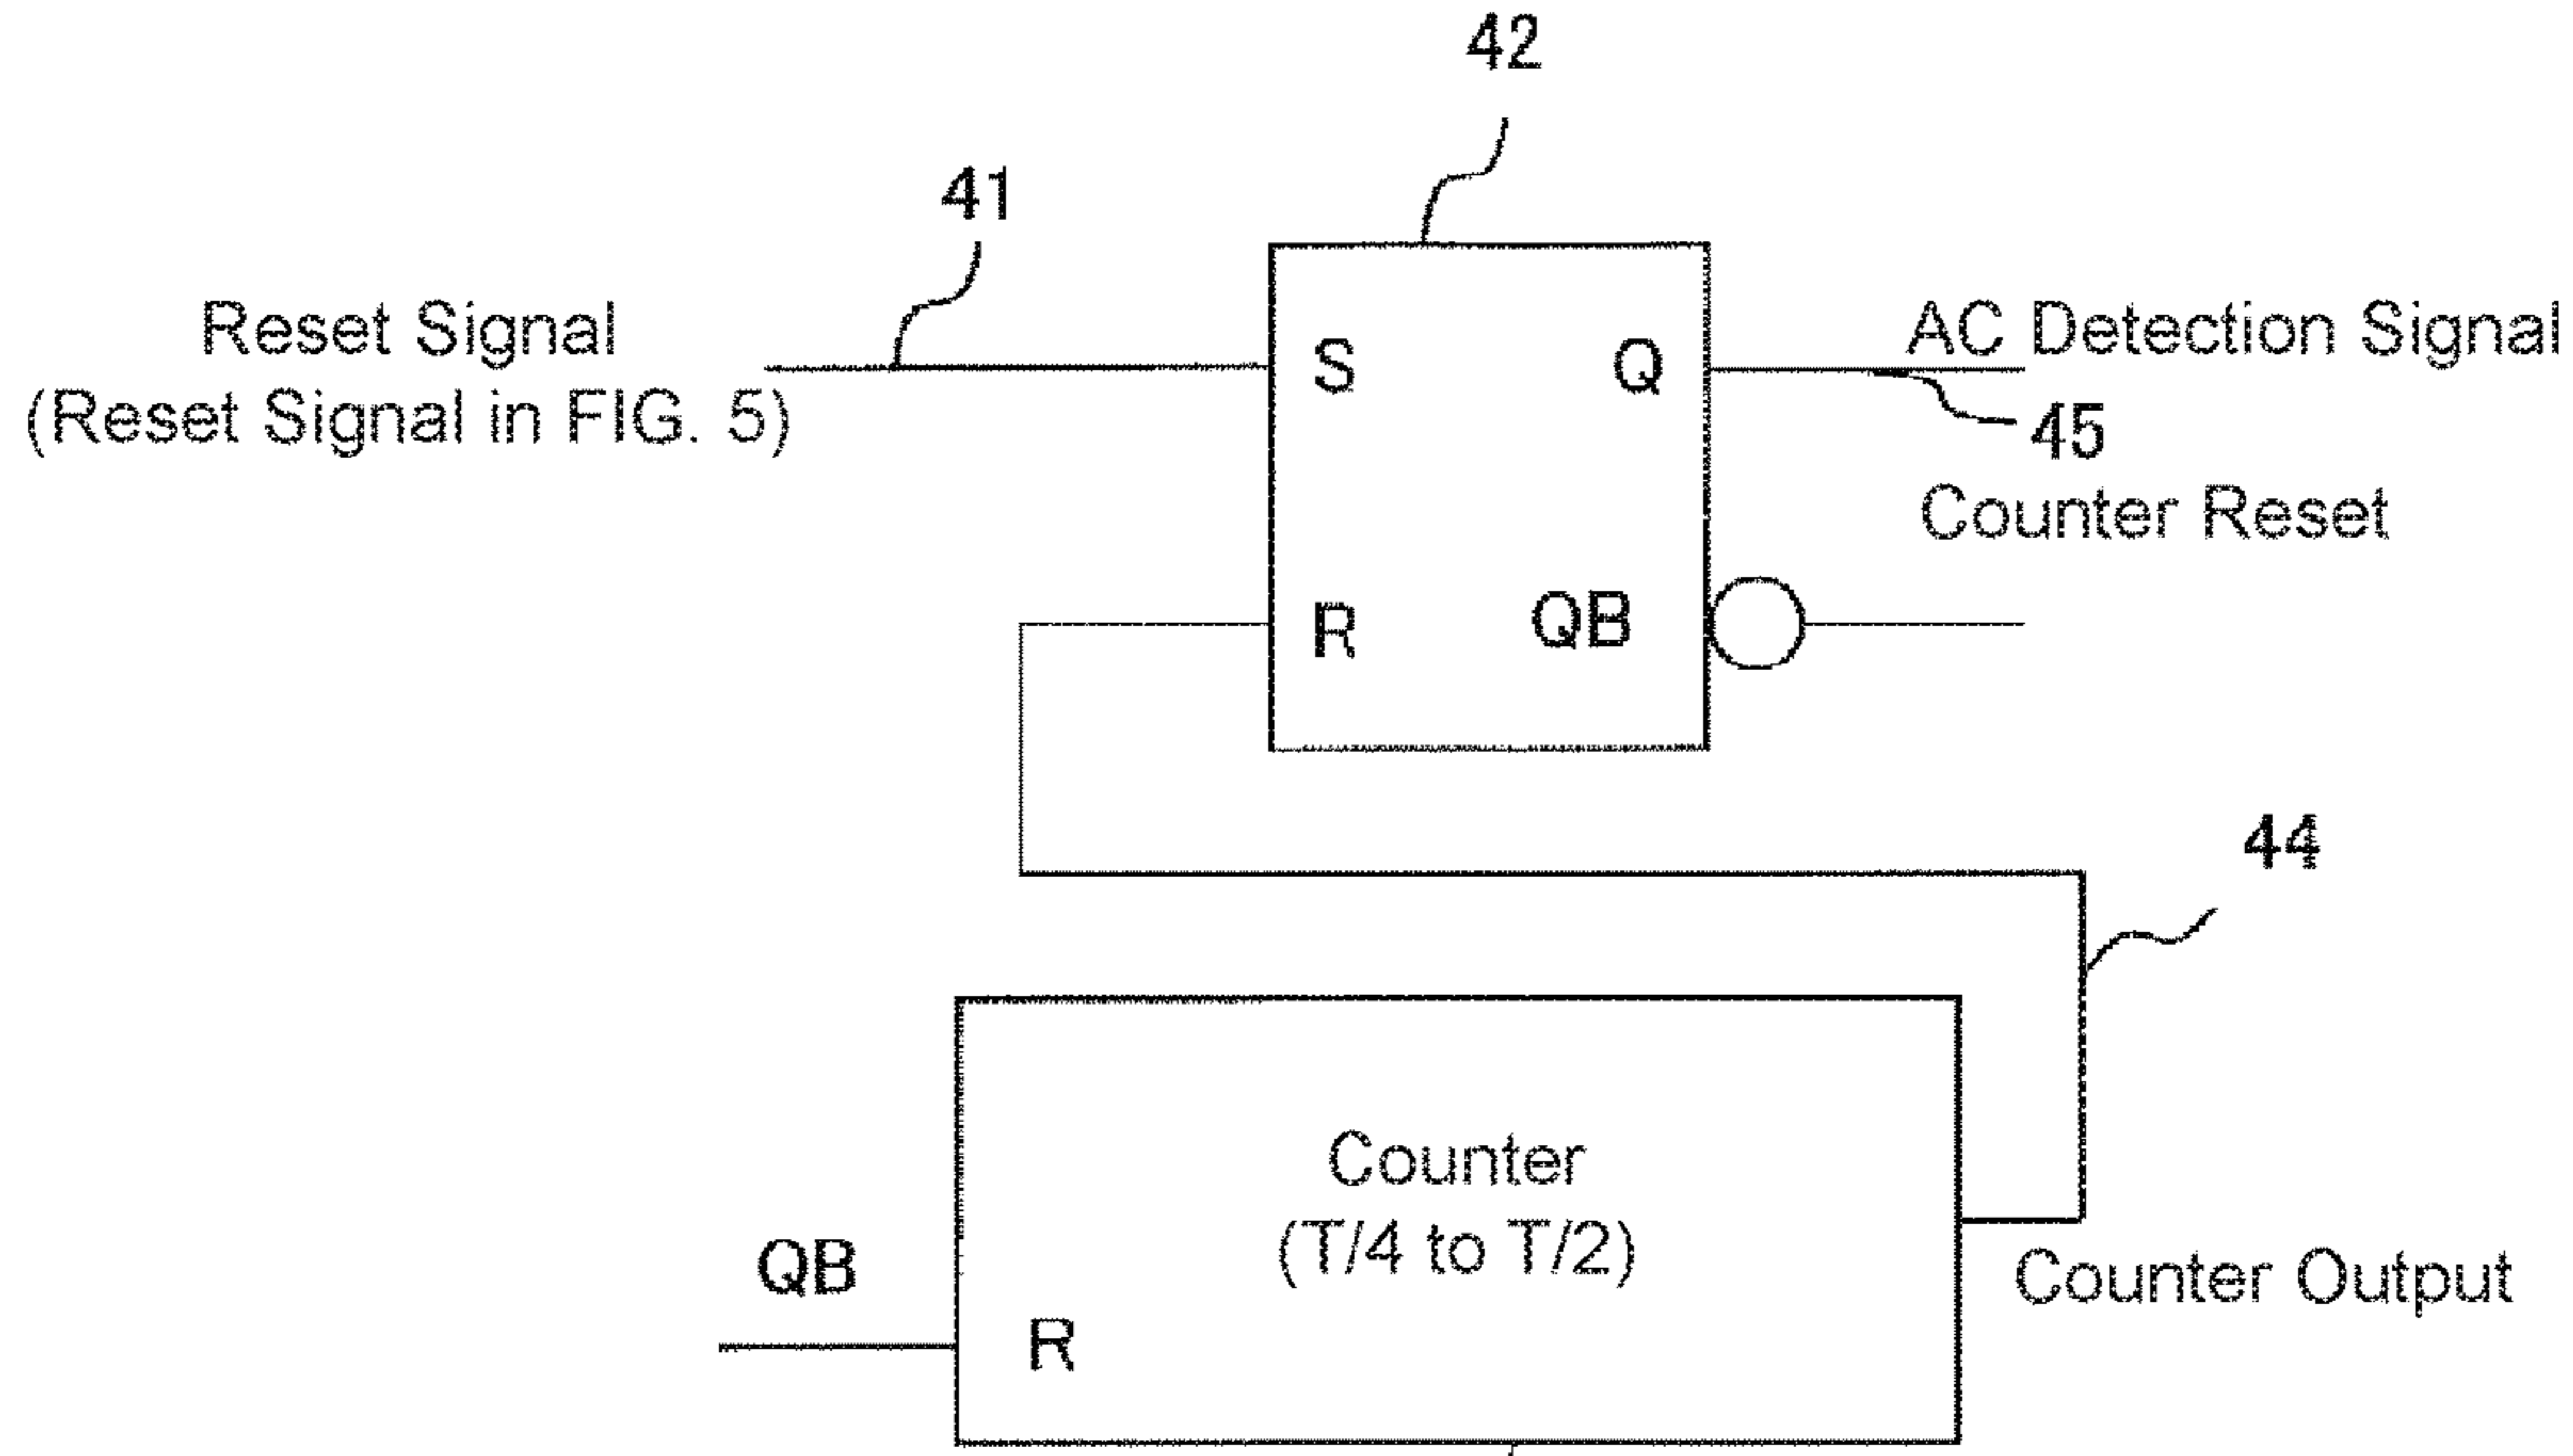 42
41
Reset Signal
(Reset Signal in FIG. 5)
S
Q
AC Detection Signal
45
Counter Reset
R
QB
44
Counter
(T/4 to T/2)
QB
R
Counter Output